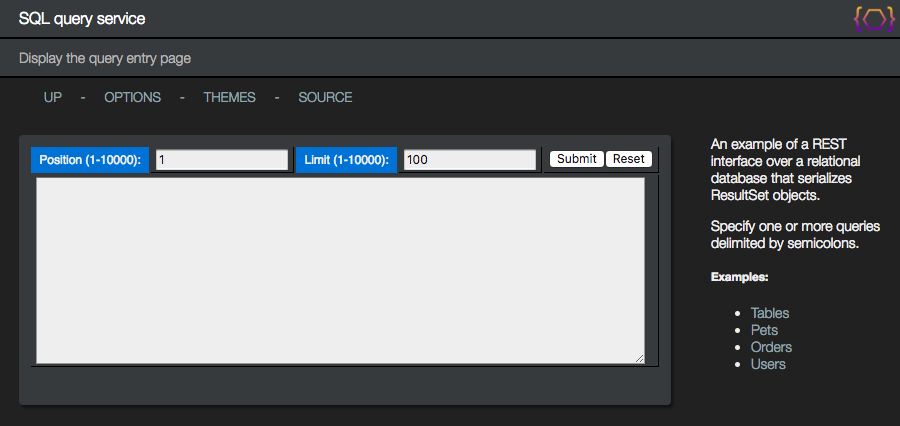 SQL query service
Display the query entry page
UP - OPTIONS - THEMES - SOURCE
Position (1-10000): 1 Limit (1-10000): 100 Submit Reset
An example of a REST
interface over a relational
database that serializes
ResultSet objects.
Specify one or more queries
delimited by semicolons.
Examples:
• Tables
• Pets
• Orders
• Users